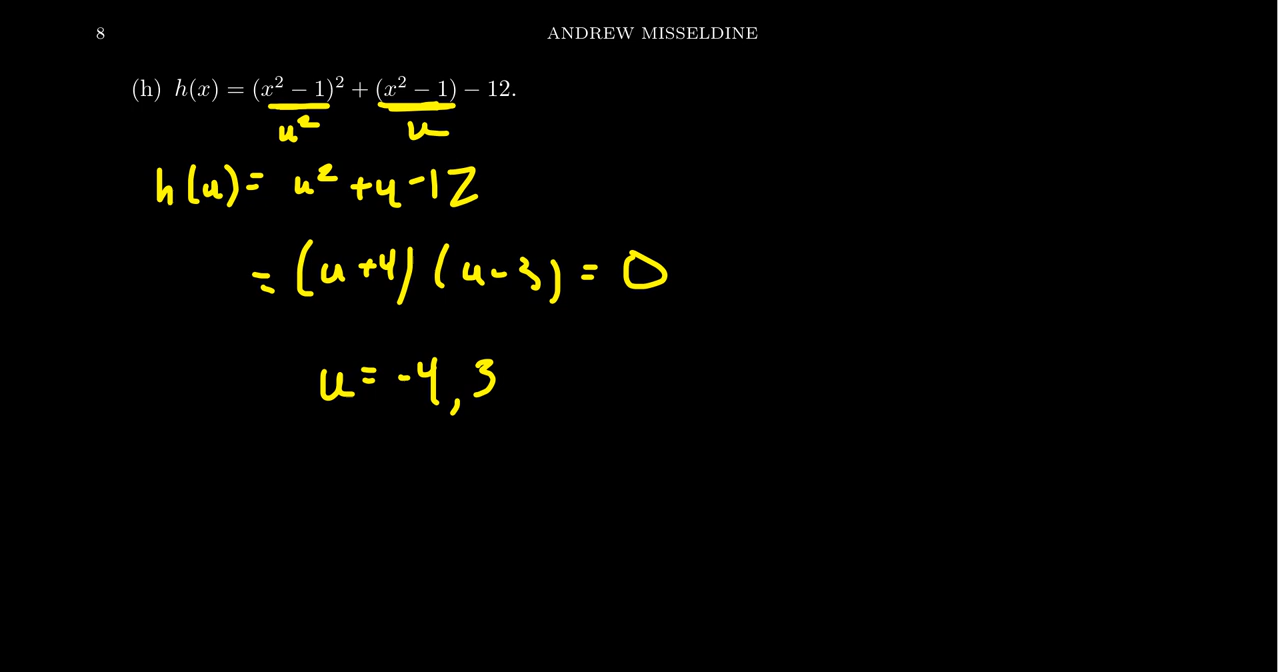 8 ANDREW MISSELDINE
(h) h(x) = (x² − 1)² + (x² − 1) − 12.
u² u
h(u) = u² + u - 12
= (u + 4) (u - 3) = 0
u = -4, 3